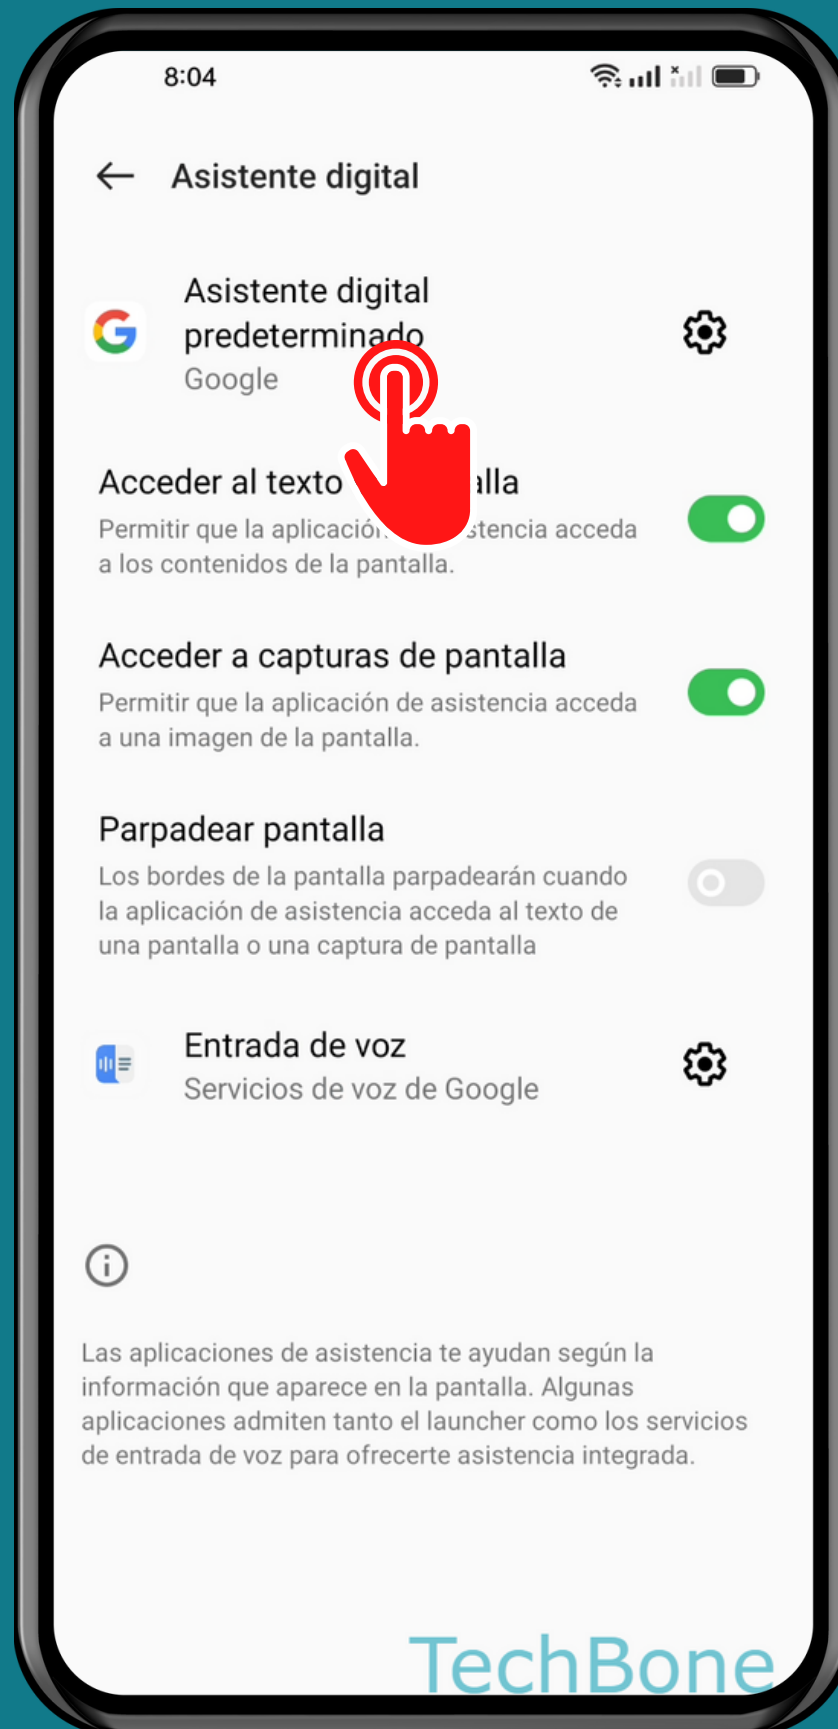 8:04
Asistente digital
Asistente digital
predeterminado
Google
Acceder al texto alla
Permitir que la aplicación stencia acceda
a los contenidos de la pantalla.
Acceder a capturas de pantalla
Permitir que la aplicación de asistencia acceda
a una imagen de la pantalla.
Parpadear pantalla
Los bordes de la pantalla parpadearán cuando
la aplicación de asistencia acceda al texto de
una pantalla o una captura de pantalla
Entrada de voz
Servicios de voz de Google
Las aplicaciones de asistencia te ayudan según la
información que aparece en la pantalla. Algunas
aplicaciones admiten tanto el launcher como los servicios
de entrada de voz para ofrecerte asistencia integrada.
TechBone